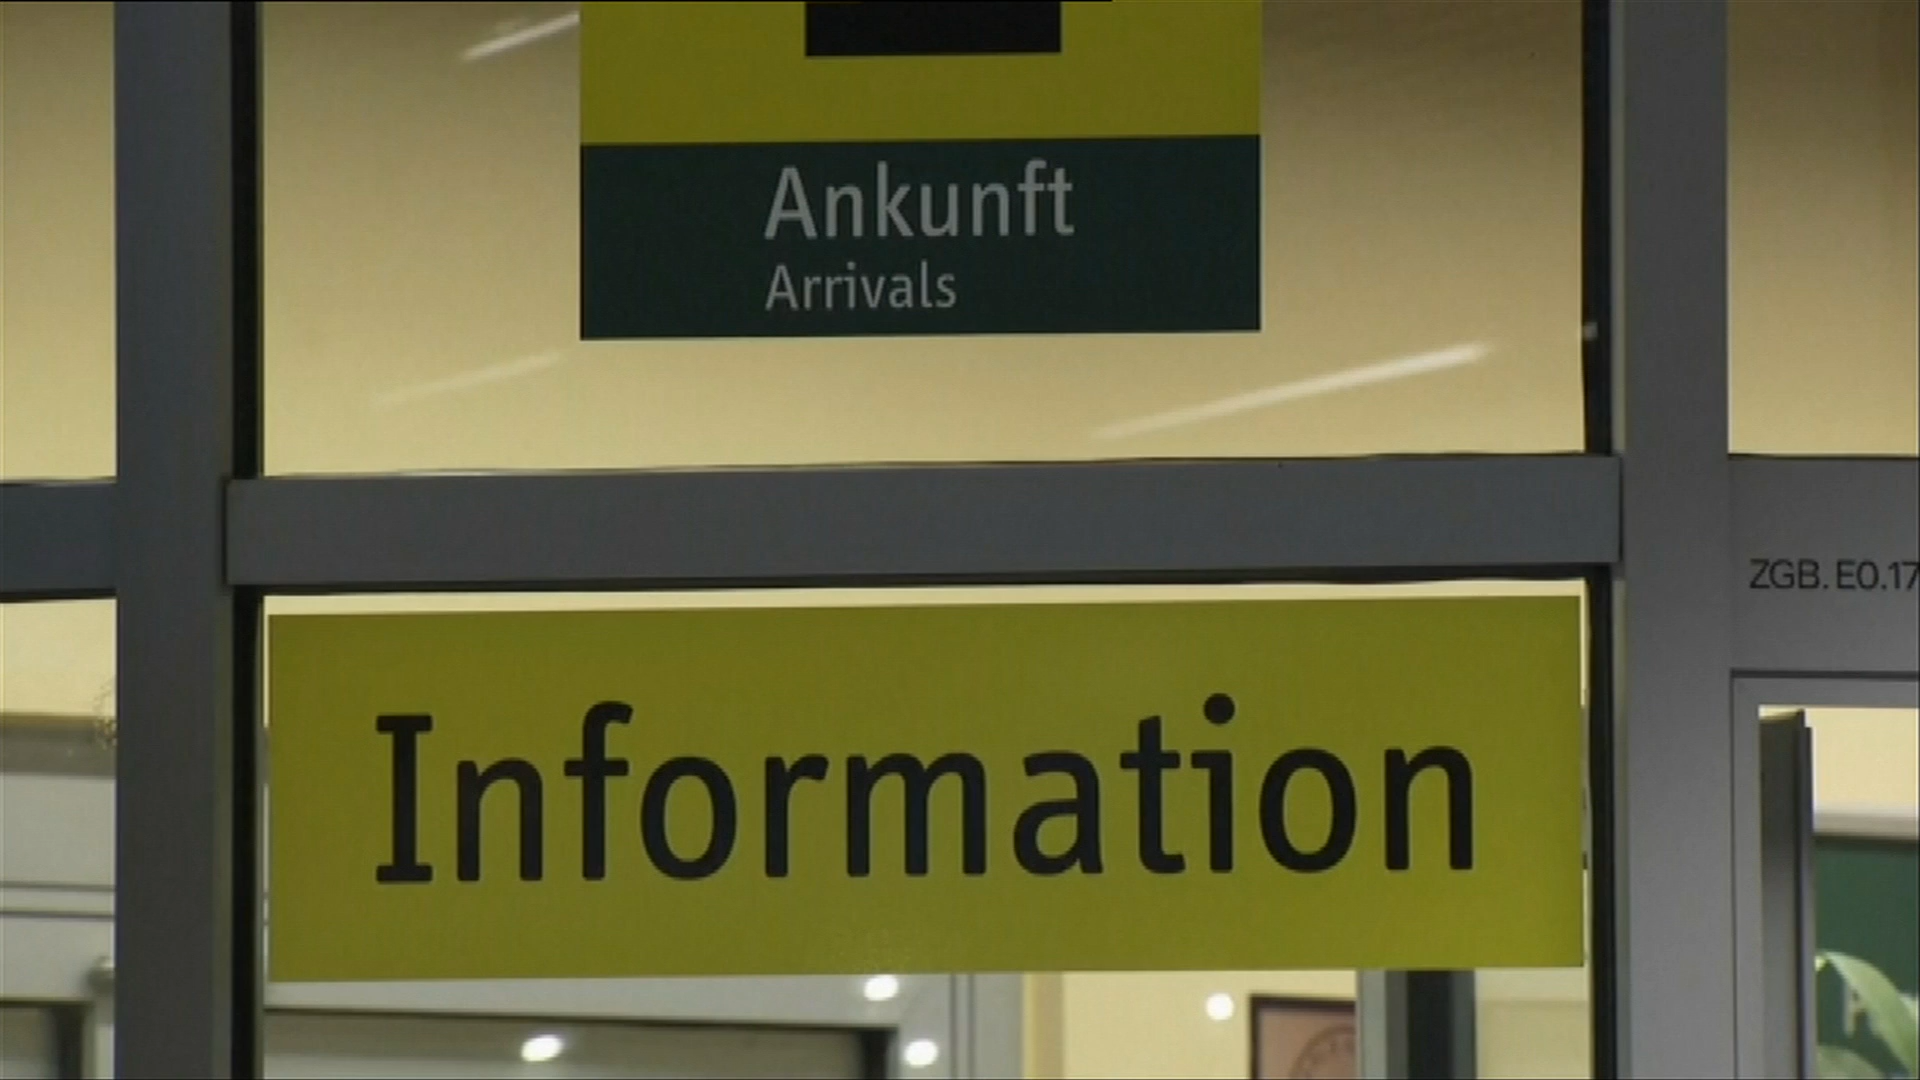 Ankunft
Arrivals
ZGB. E0.17
Information